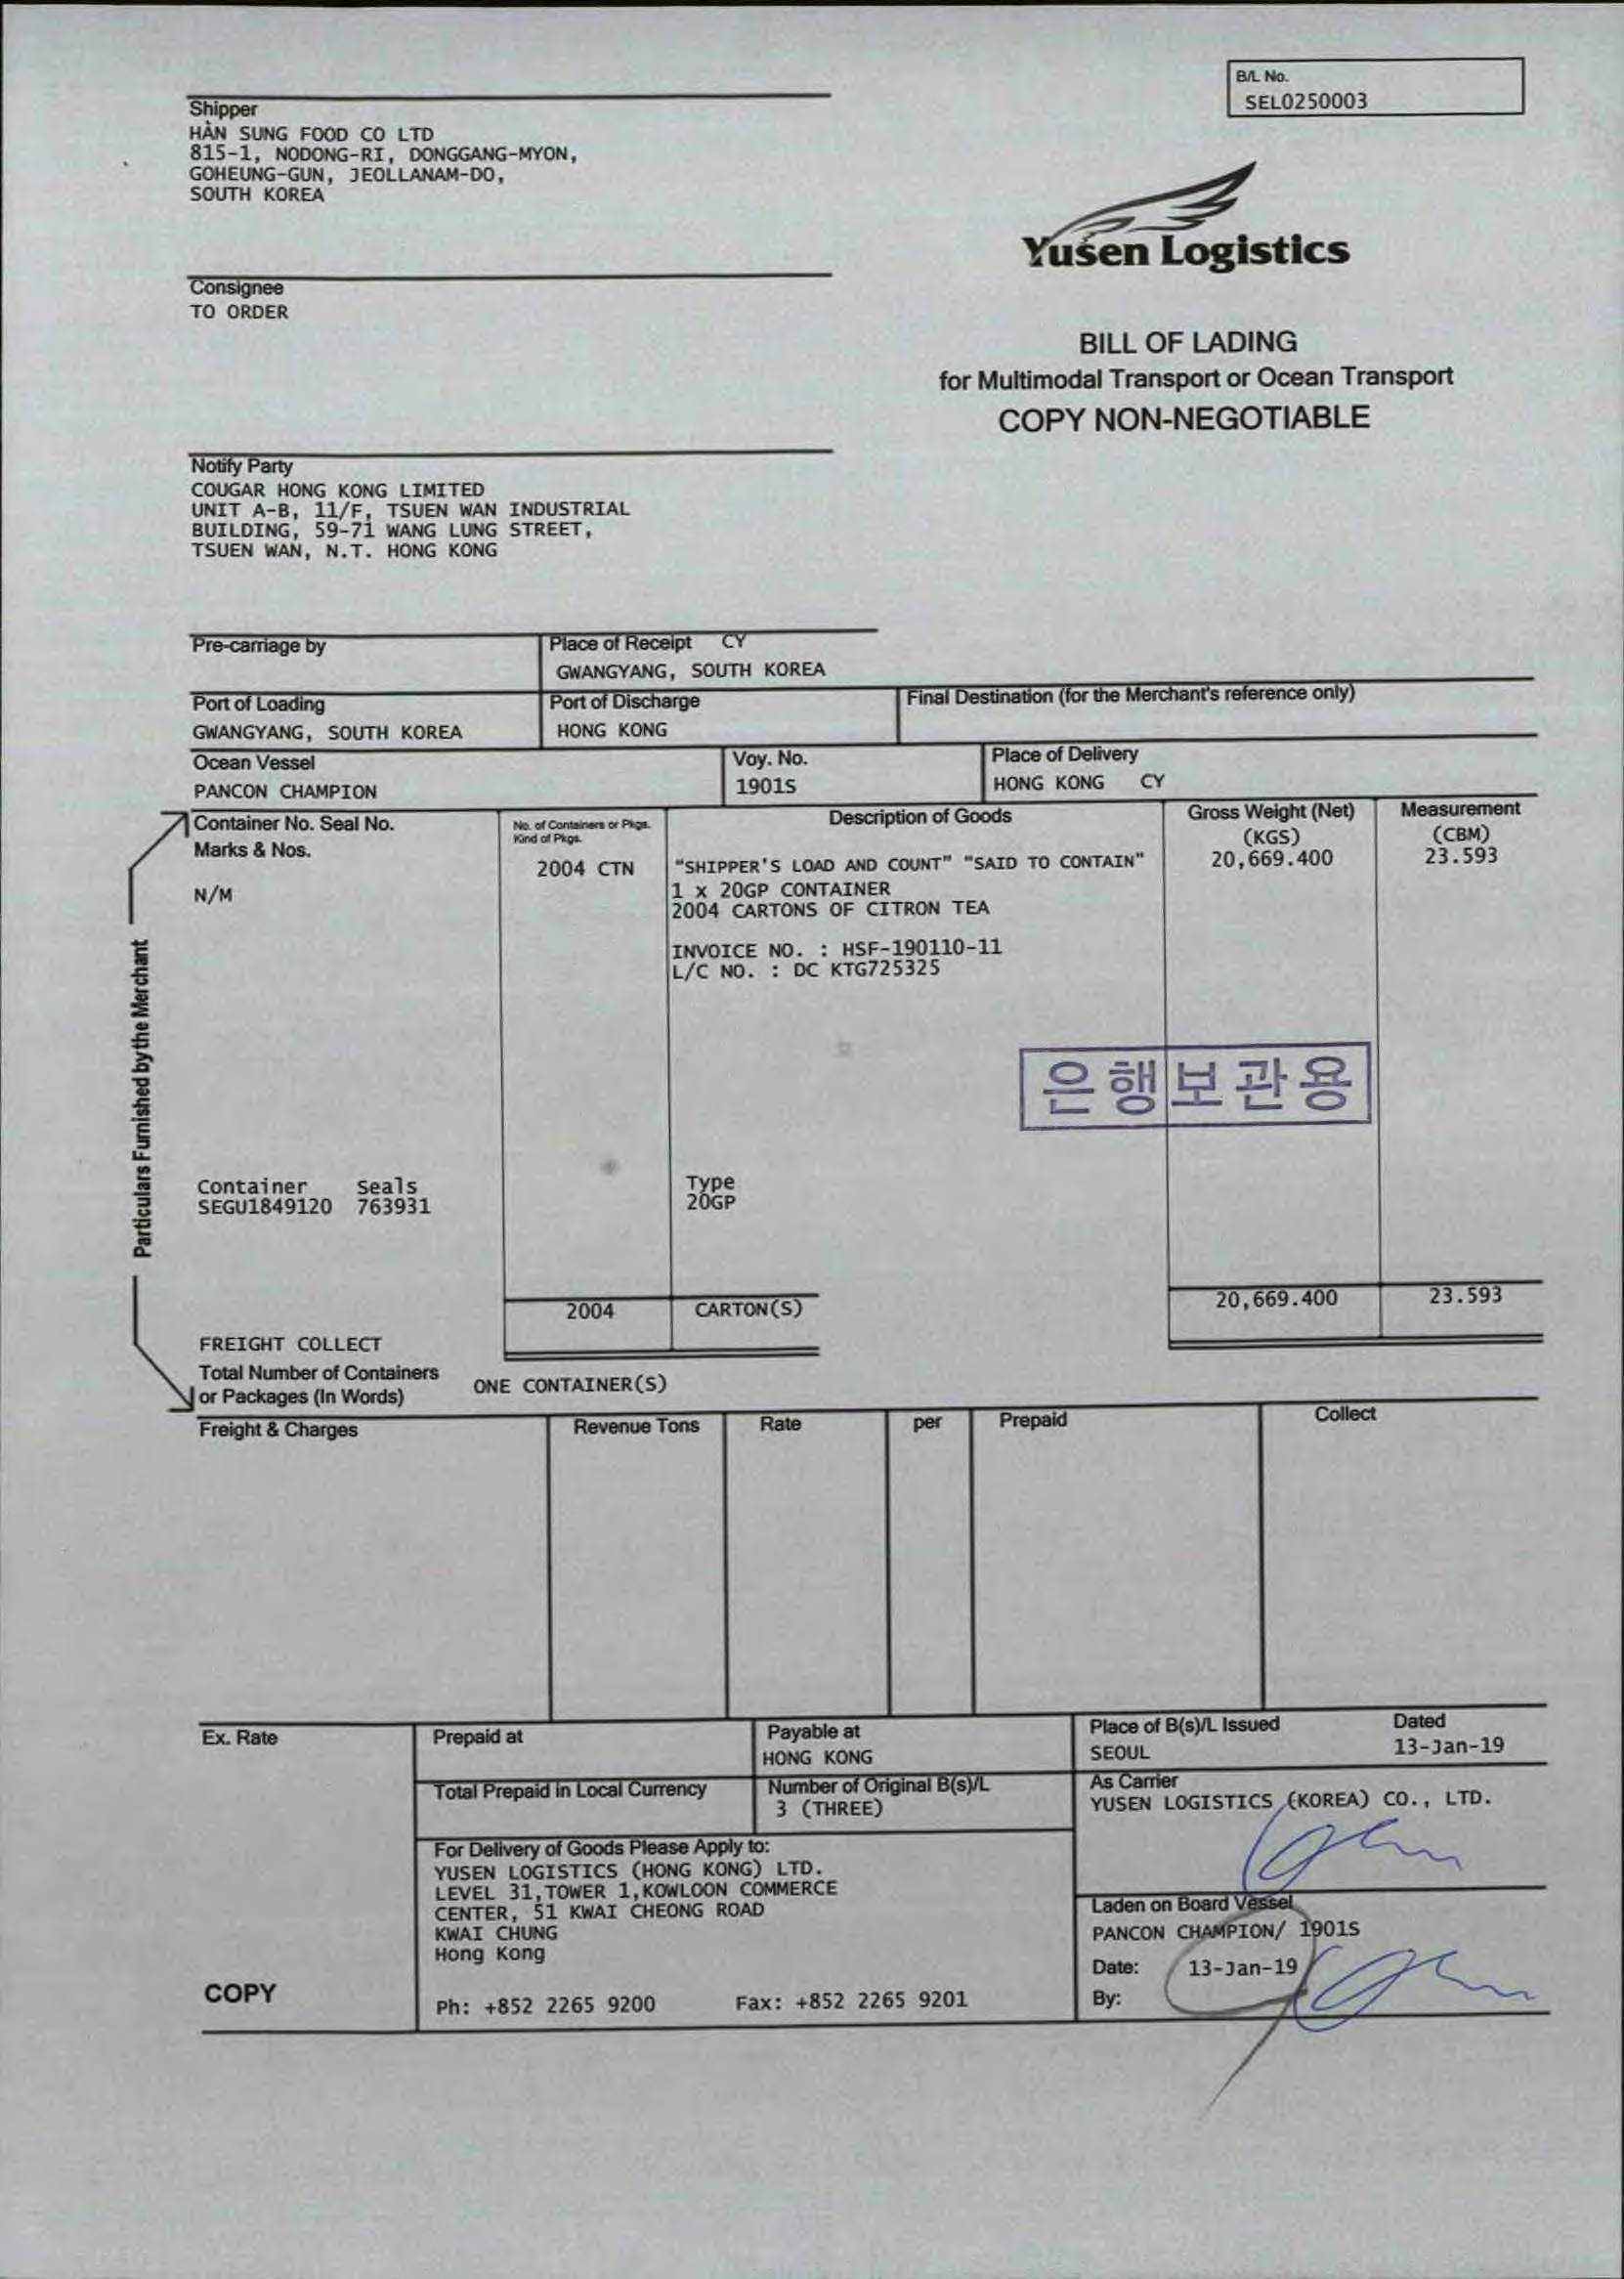 B/L No.
SEL0250003
Shipper
HAN SUNG FOOD CO LTD
815-1, NODONG-RI, DONGGANG-MYON,
GOHEUNG-GUN, JEOLLANAM-DO,
SOUTH KOREA
Yusen Logistics
Consignee
TO ORDER
BILL OF LADING
for Multimodal Transport or Ocean Transport
COPY NON-NEGOTIABLE
Notify Party
COUGAR HONG KONG LIMITED
UNIT A-B, 11/F, TSUEN WAN INDUSTRIAL
BUILDING, 59-71 WANG LUNG STREET,
TSUEN WAN, N.T. HONG KONG
Pre-carriage by
Place of Receipt CY
GWANGYANG, SOUTH KOREA
Port of Loading
GWANGYANG, SOUTH KOREA
Port of Discharge
HONG KONG
Final Destination (for the Merchant's reference only)
Ocean Vessel
PANCON CHAMPION
Voy. No.
1901S
Place of Delivery
HONG KONG CY
Particulars Furnished by the Merchant
Container No. Seal No.
Marks & Nos.
No. of Containers or Pkgs.
Kind of Pkgs.
Description of Goods
Gross Weight (Net)
(KGS)
Measurement
(CBM)
N/M
2004 CTN
"SHIPPER'S LOAD AND COUNT" "SAID TO CONTAIN"
20,669.400
23.593
1 x 20GP CONTAINER
2004 CARTONS OF CITRON TEA
INVOICE NO. : HSF-190110-11
L/C NO. : DC KTG725325
은행보관용
Container Seals Type
SEGU1849120 763931 20GP
2004 CARTON(S) 20,669.400 23.593
FREIGHT COLLECT
Total Number of Containers
or Packages (In Words)
ONE CONTAINER(S)
Freight & Charges Revenue Tons Rate per Prepaid Collect
Ex. Rate
Prepaid at
Payable at
HONG KONG
Place of B(s)/L Issued
SEOUL
Dated
13-Jan-19
Total Prepaid in Local Currency
Number of Original B(s)/L
3 (THREE)
As Carrier
YUSEN LOGISTICS (KOREA) CO., LTD.
For Delivery of Goods Please Apply to:
YUSEN LOGISTICS (HONG KONG) LTD.
LEVEL 31,TOWER 1,KOWLOON COMMERCE
CENTER, 51 KWAI CHEONG ROAD
KWAI CHUNG
Hong Kong
Ph: +852 2265 9200 Fax: +852 2265 9201
Laden on Board Vessel
PANCON CHAMPION/ 1901S
Date: 13-Jan-19
By:
COPY